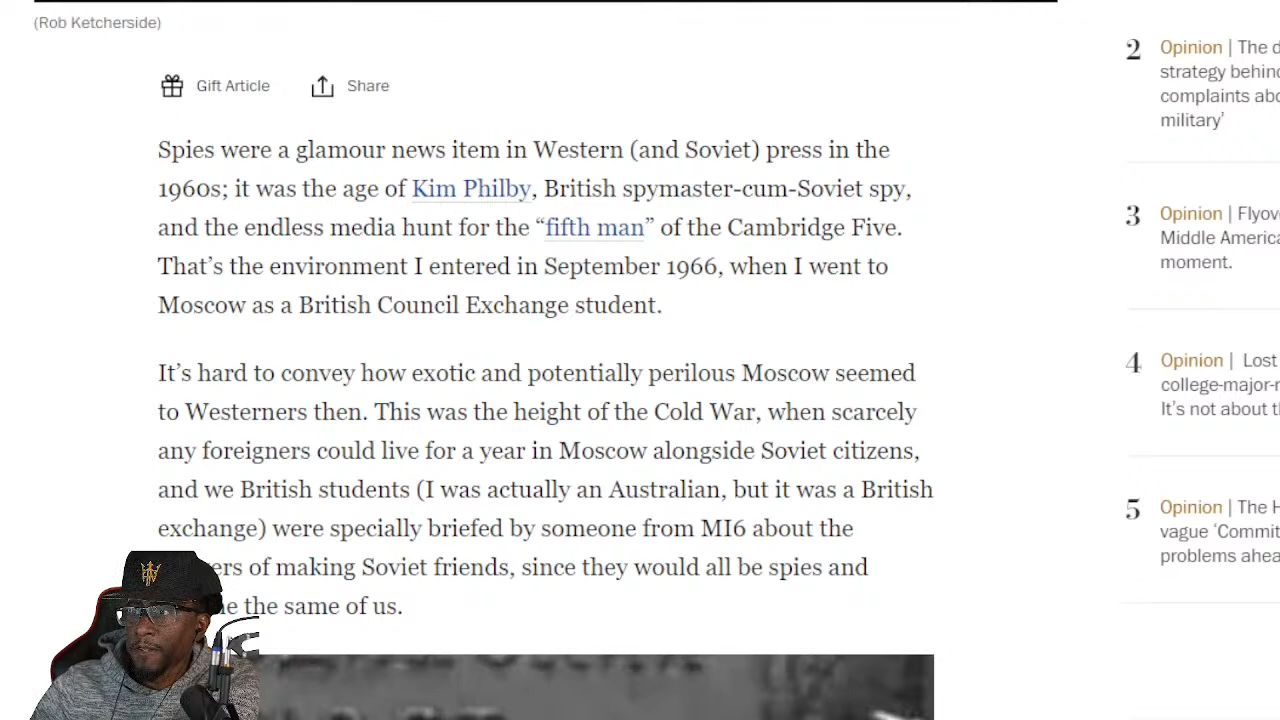 (Rob Ketcherside)
Gift Article
Share
Spies were a glamour news item in Western (and Soviet) press in the
1960s; it was the age of Kim Philby, British spymaster-cum-Soviet spy,
and the endless media hunt for the “fifth man” of the Cambridge Five.
That’s the environment I entered in September 1966, when I went to
Moscow as a British Council Exchange student.
It’s hard to convey how exotic and potentially perilous Moscow seemed
to Westerners then. This was the height of the Cold War, when scarcely
any foreigners could live for a year in Moscow alongside Soviet citizens,
and we British students (I was actually an Australian, but it was a British
exchange) were specially briefed by someone from MI6 about the
of making Soviet friends, since they would all be spies and
the same of us.
2
Opinion | The
strategy behind
complaints
military’
3
Opinion |
Middle America
moment.
4
Opinion | Lost
college-major-
It’s not about
5
Opinion | The
vague
problems